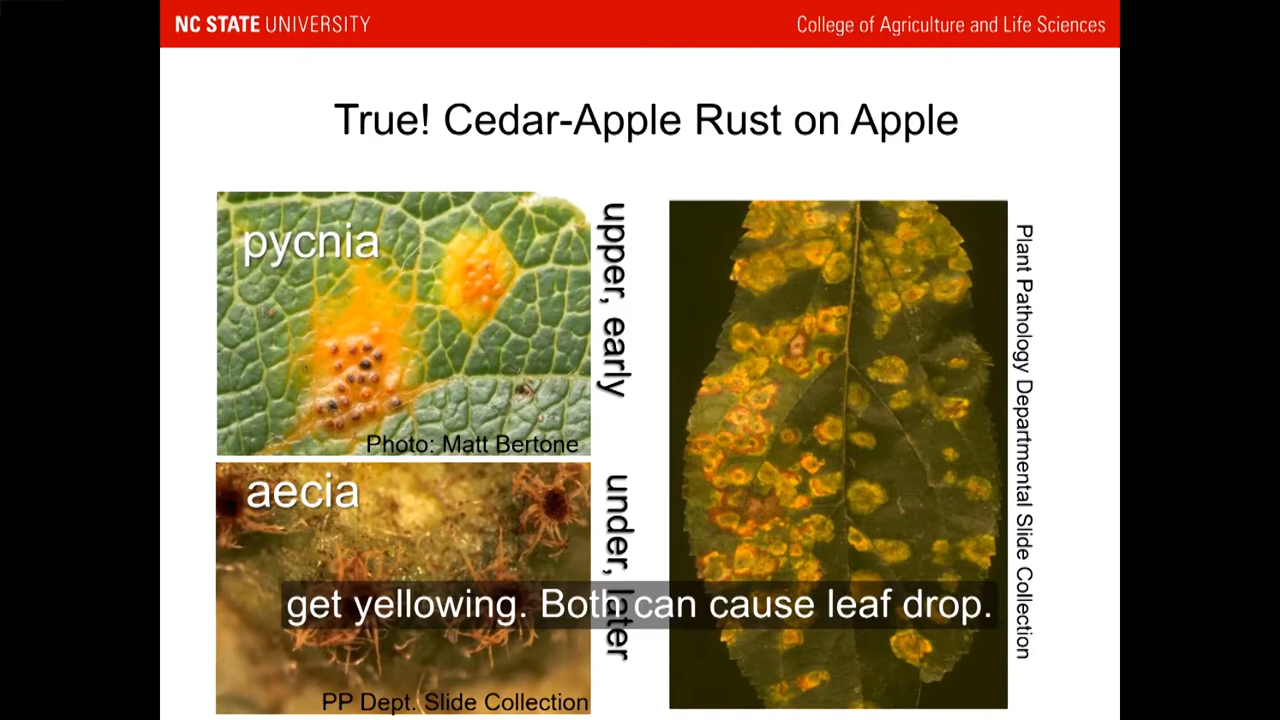 NC STATE UNIVERSITY
College of Agriculture and Life Sciences
True! Cedar-Apple Rust on Apple
pycnia
upper, early
Photo: Matt Bertone
aecia
under, later
PP Dept. Slide Collection
Plant Pathology Departmental Slide Collection
get yellowing. Both can cause leaf drop.